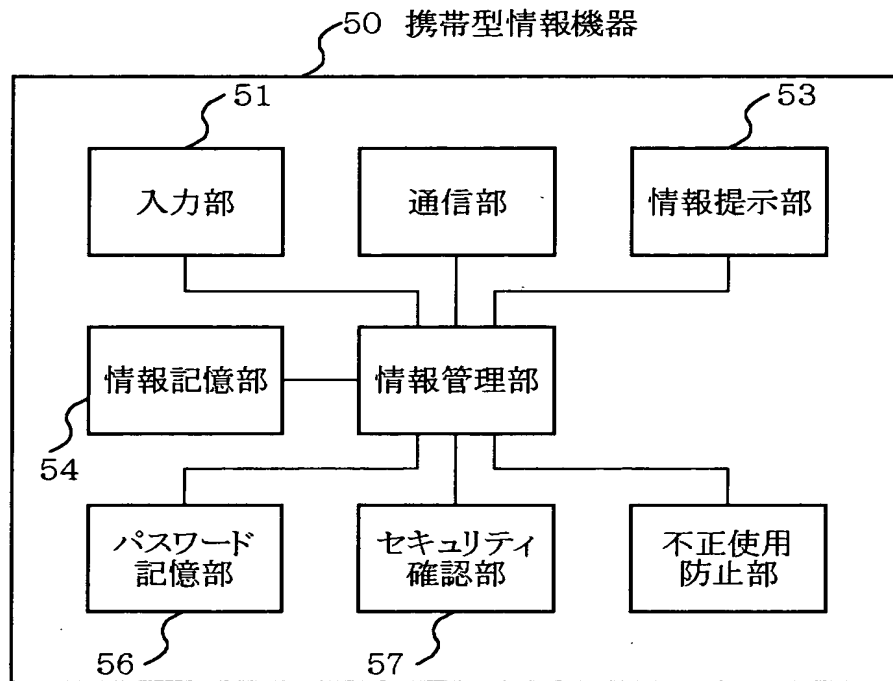 50 携帯型情報機器
51
53
入力部
通信部
情報提示部
情報記憶部
情報管理部
54
パスワード
記憶部
セキュリティ
確認部
不正使用
防止部
56
57